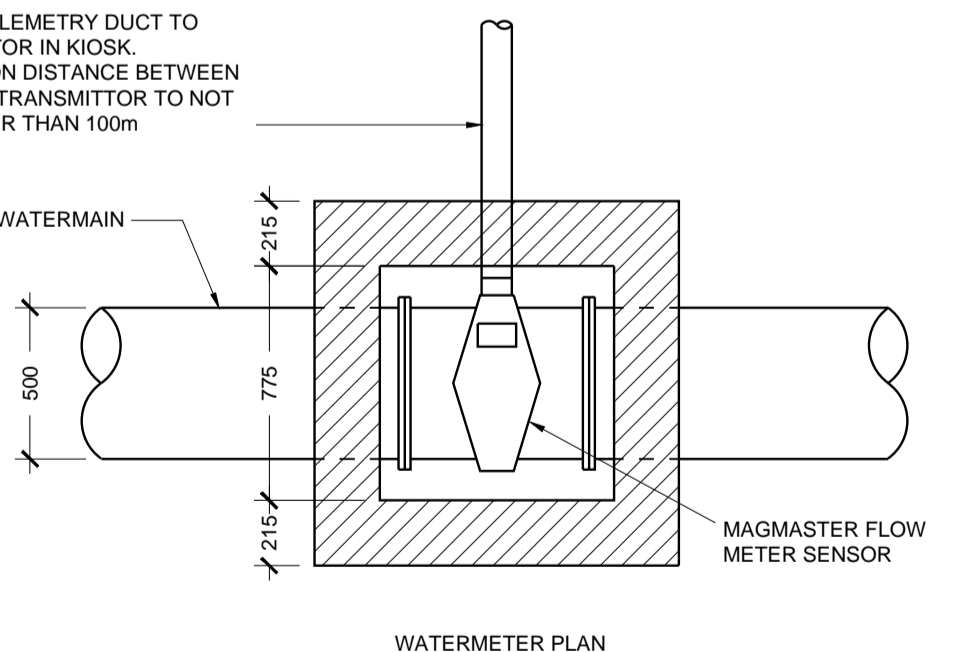 LEMETRY DUCT TO
TOR IN KIOSK.
ON DISTANCE BETWEEN
TRANSMITTOR TO NOT
R THAN 100m
WATERMAIN
215
775
500
215
MAGMASTER FLOW
METER SENSOR
WATERMETER PLAN